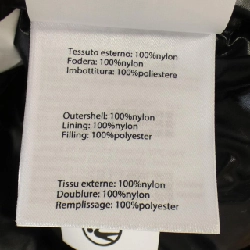 Tessuto esterno: 100%nylon
Fodera: 100%nylon
Imbottitura: 100%poliestere
Outershell: 100%nylon
Lining: 100%nylon
Filling: 100%polyester
Tissu externe: 100%nylon
Doublure: 100%nylon
Remplissage: 100%polyester